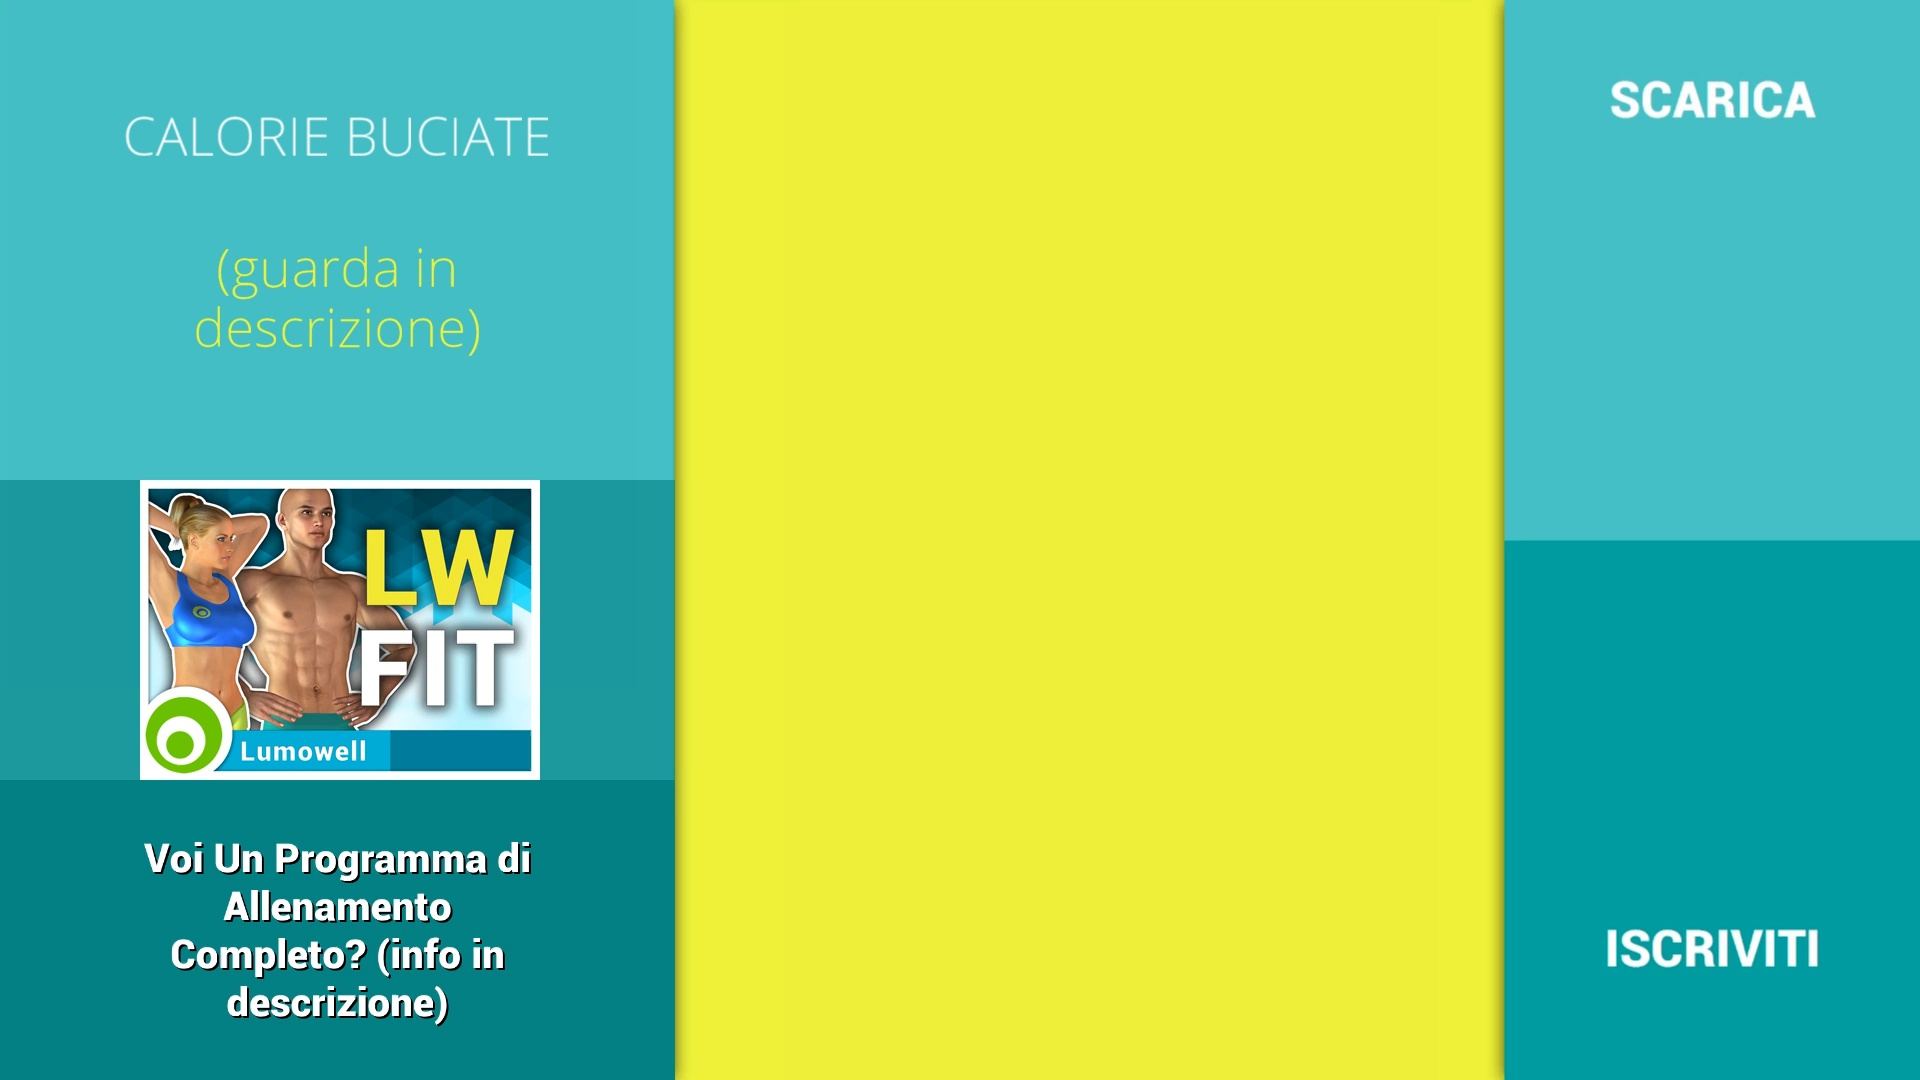 CALORIE BUCIATE
(guarda in
descrizione)
LW
FIT
Lumowell
Voi Un Programma di
Allenamento
Completo? (info in
descrizione)
SCARICA
ISCRIVITI